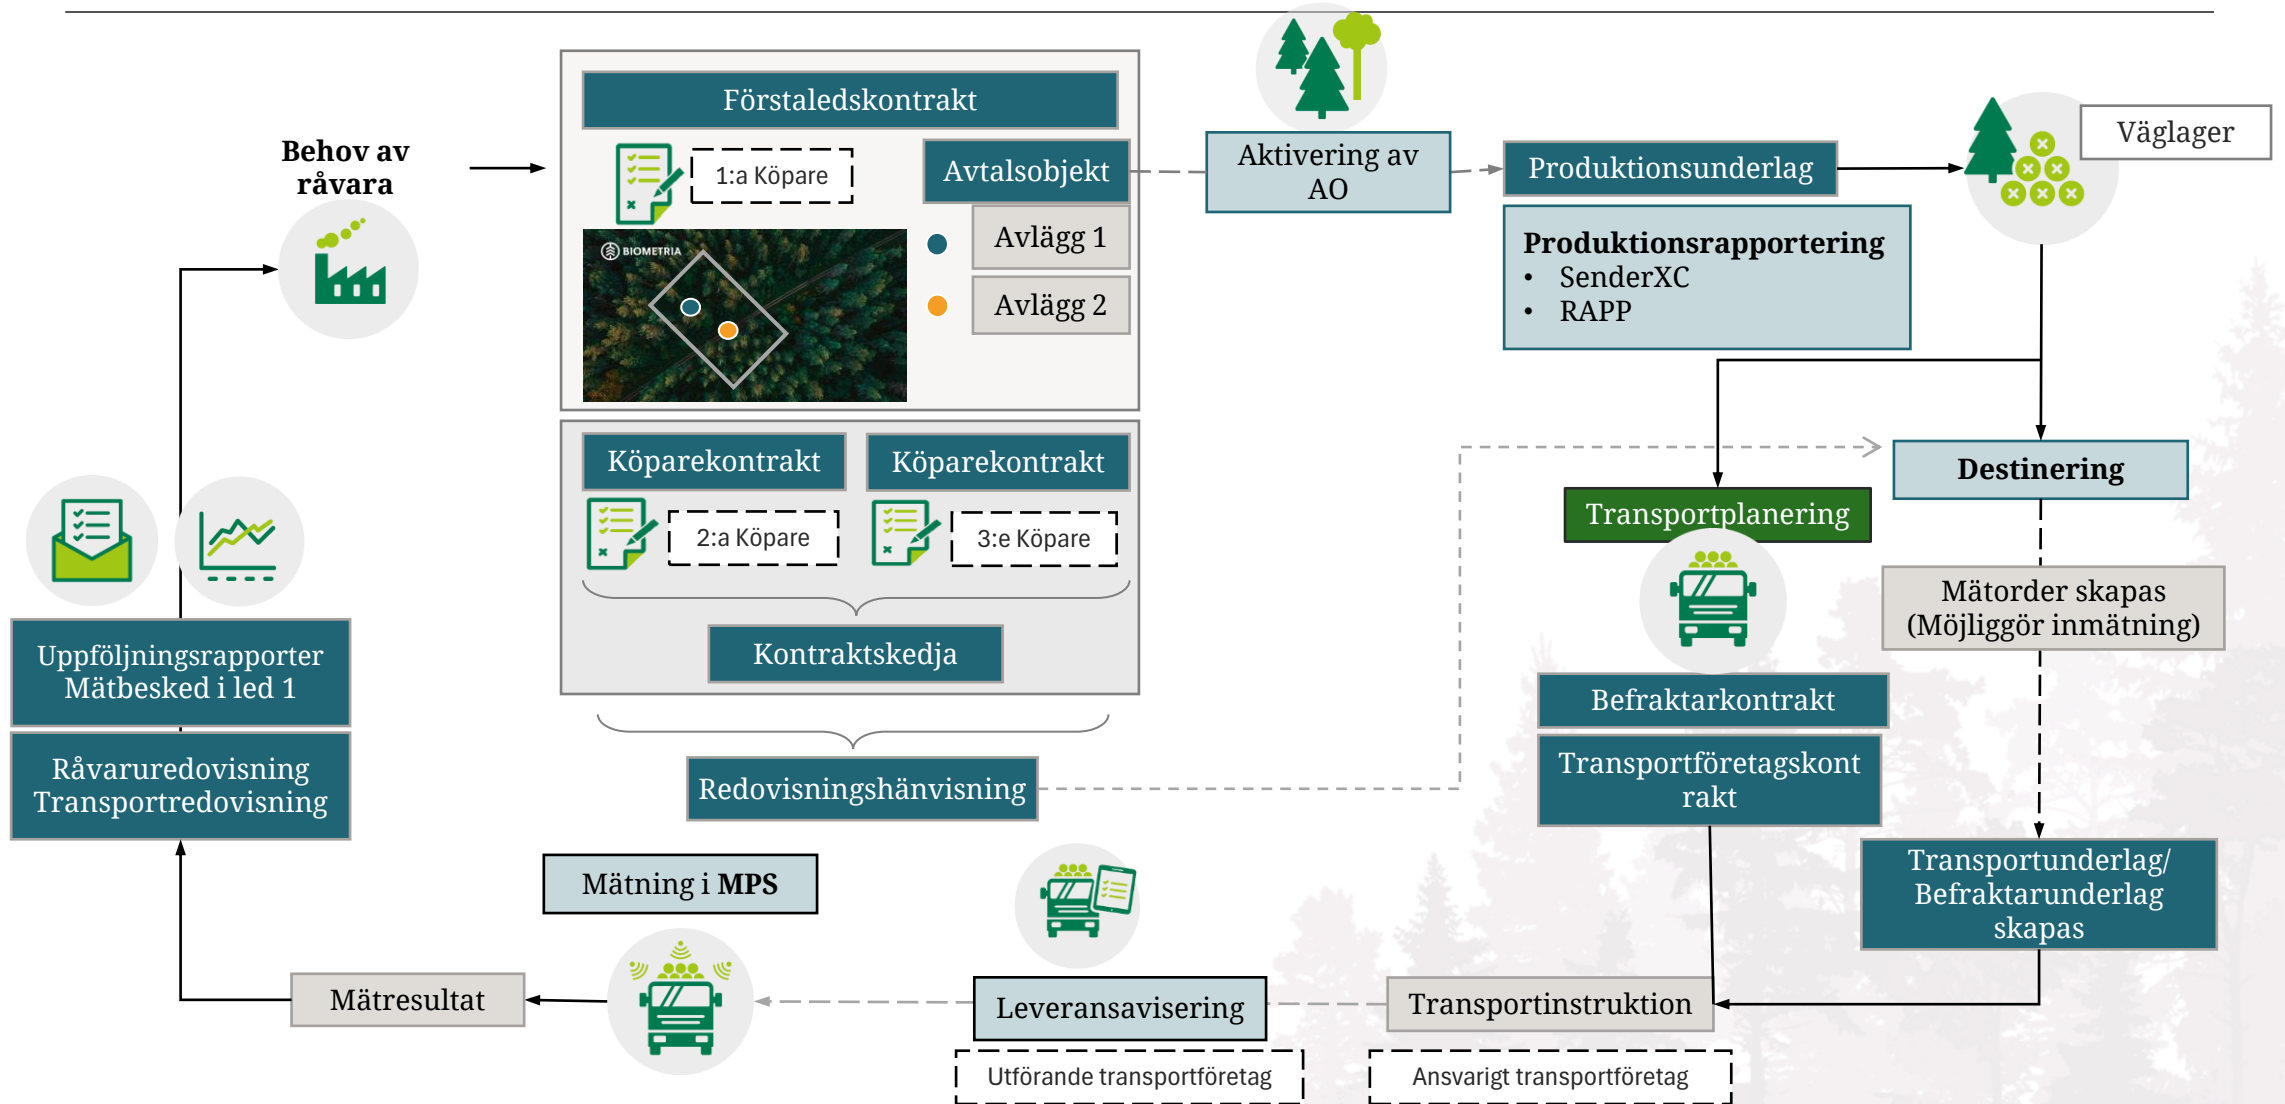 Behov av
råvara
Förstaledskontrakt
1:a Köpare
Avtalsobjekt
BIOMETRIA
Avlägg 1
Avlägg 2
Aktivering av
AO
Produktionsunderlag
Väglager
Produktionsrapportering
• SenderXC
• RAPP
Köparekontrakt
Köparekontrakt
2:a Köpare
3:e Köpare
Kontraktskedja
Redovisningshänvisning
Destinering
Transportplanering
Mätorder skapas
(Möjliggör inmätning)
Befraktarkontrakt
Transportföretagskont
rakt
Transportunderlag/
Befraktarunderlag
skapas
Uppföljningsrapporter
Mätbesked i led 1
Råvaruredovisning
Transportredovisning
Mätning i MPS
Mätresultat
Leveransavisering
Transportinstruktion
Utförande transportföretag
Ansvarigt transportföretag